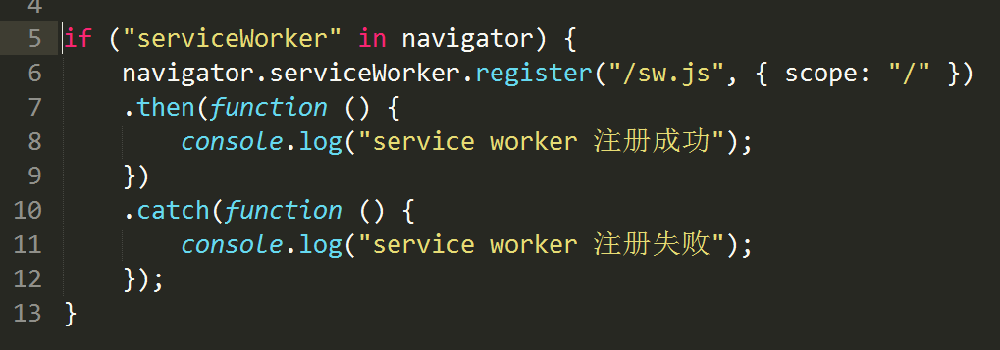 4
5 if ("serviceWorker" in navigator) {
6     navigator.serviceWorker.register("/sw.js", { scope: "/" })
7     .then(function () {
8         console.log("service worker 注册成功");
9     })
10     .catch(function () {
11         console.log("service worker 注册失败");
12     });
13 }